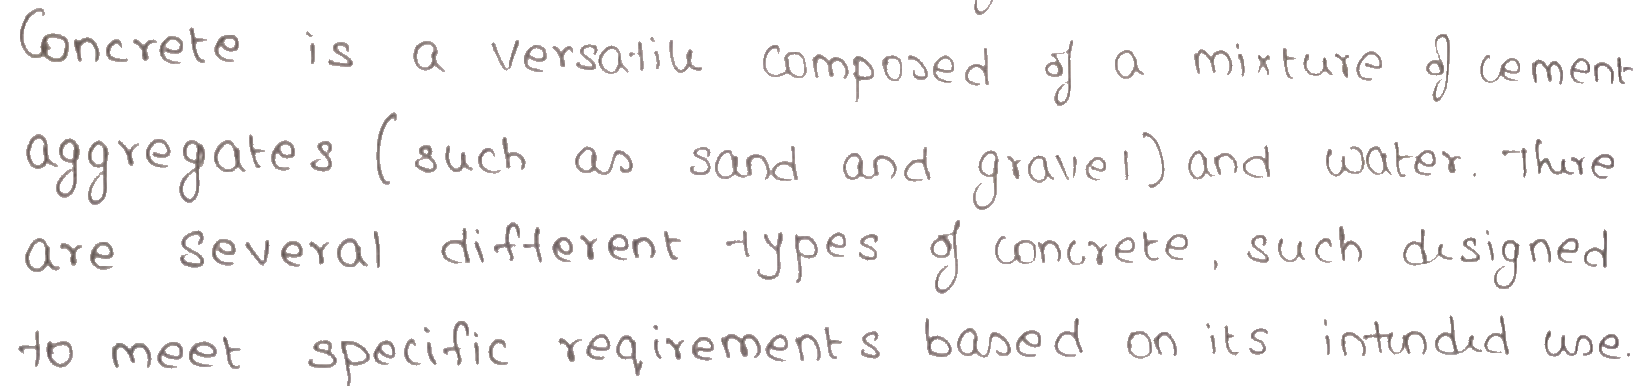 Concrete is a versatile composed of a mixture of cement
aggregates (such as sand and gravel) and water. There
are several different types of concrete, such designed
to meet specific reqirements based on its intended use.